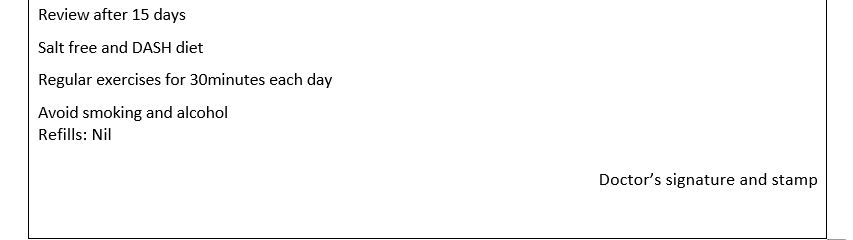 Review after 15 days
Salt free and DASH diet
Regular exercises for 30minutes each day
Avoid smoking and alcohol
Refills: Nil
Doctor’s signature and stamp